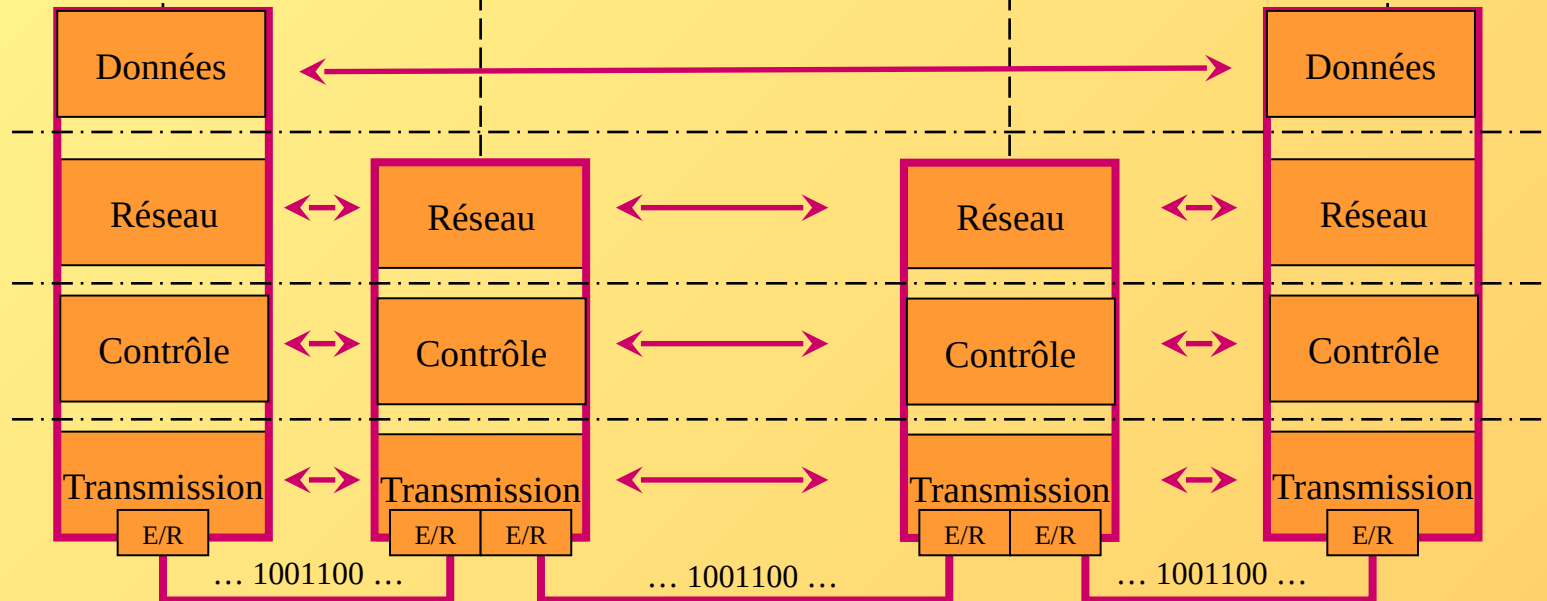 Données
Données
Réseau
Réseau
Réseau
Réseau
Contrôle
Contrôle
Contrôle
Contrôle
Transmission
Transmission
Transmission
Transmission
E/R
E/R
E/R
E/R
E/R
E/R
… 1001100 …
… 1001100 …
… 1001100 …